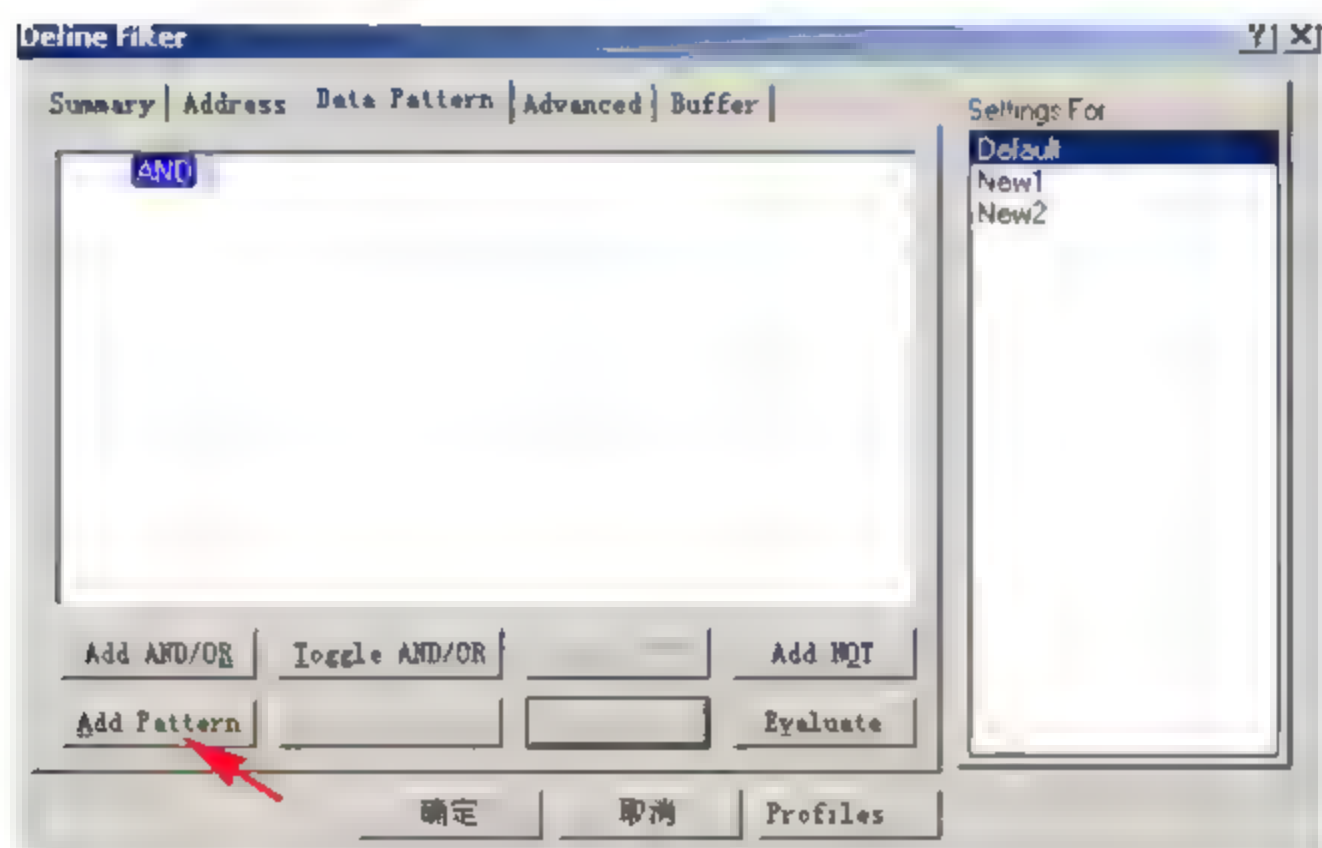 Define Filter
Summary Address Data Pattern Advanced Buffer
Settings For
Default
New1
New2
AND
Add AND/OR Toggle AND/OR Add NOT
Add Pattern Evaluate
确定 取消 Profiles